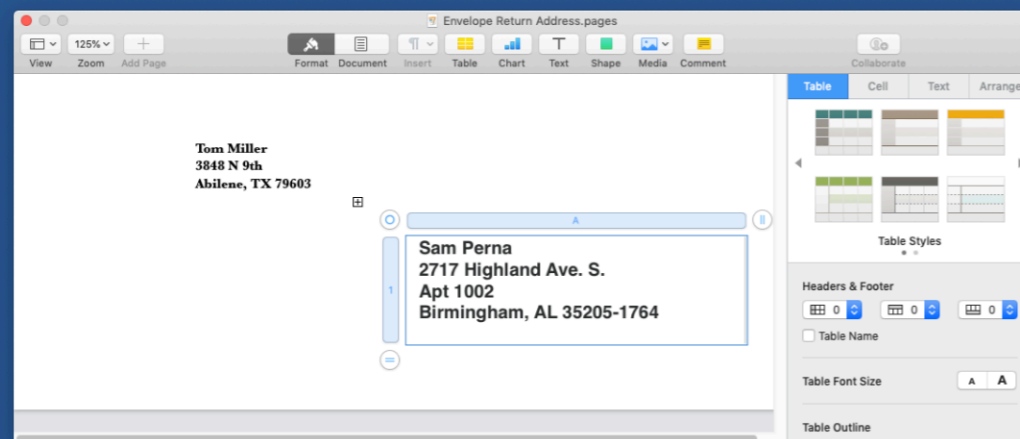 Envelope Return Address.pages
125%
View
Zoom
Add Page
Format
Document
Insert
Table
Chart
Text
Shape
Media
Comment
Collaborate
Table
Cell
Text
Arrange
Tom Miller
3848 N 9th
Abilene, TX 79603
A
1
Sam Perna
2717 Highland Ave. S.
Apt 1002
Birmingham, AL 35205-1764
Table Styles
Headers & Footer
0
0
0
Table Name
Table Font Size
A
A
Table Outline